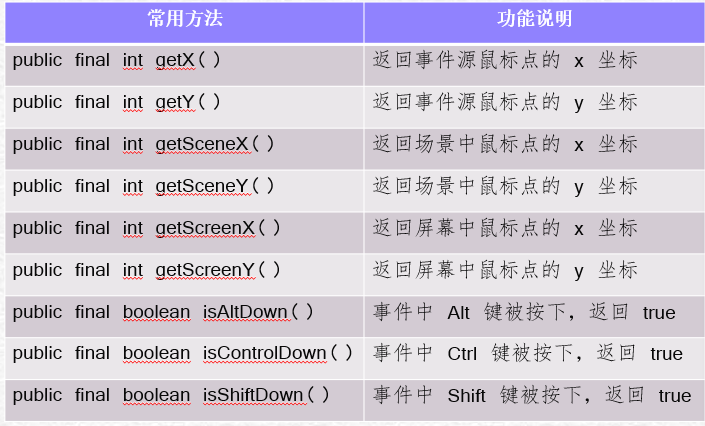 常用方法 功能说明
public final int getX() 返回事件源鼠标点的 x 坐标
public final int getY() 返回事件源鼠标点的 y 坐标
public final int getSceneX() 返回场景中鼠标点的 x 坐标
public final int getSceneY() 返回场景中鼠标点的 y 坐标
public final int getScreenX() 返回屏幕中鼠标点的 x 坐标
public final int getScreenY() 返回屏幕中鼠标点的 y 坐标
public final boolean isAltDown() 事件中 Alt 键被按下，返回 true
public final boolean isControlDown() 事件中 Ctrl 键被按下，返回 true
public final boolean isShiftDown() 事件中 Shift 键被按下，返回 true